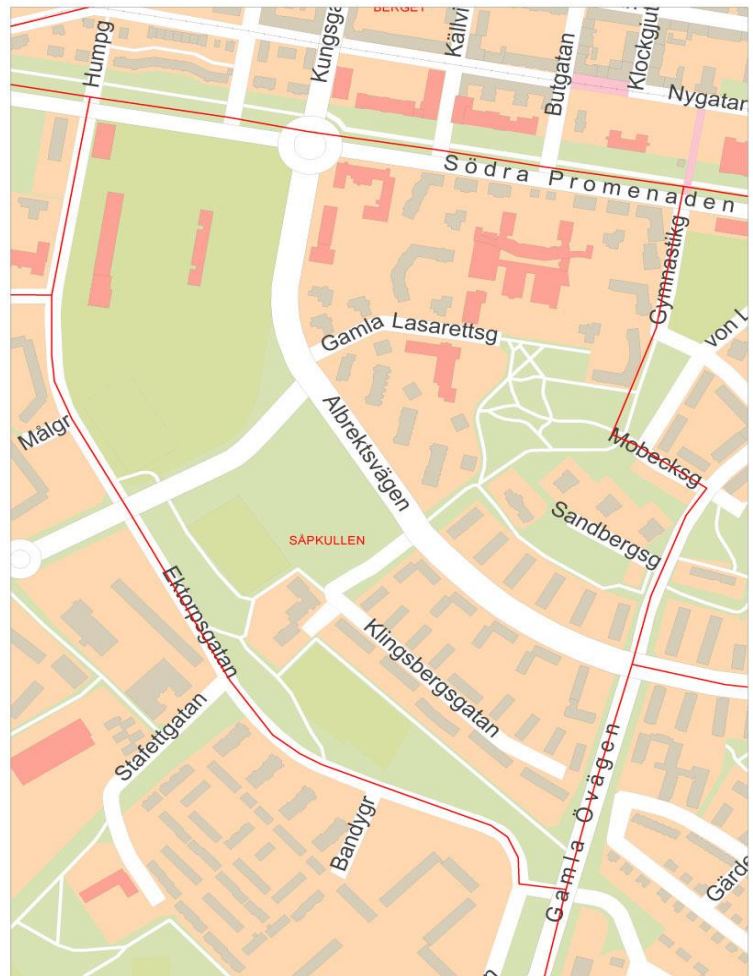 BERGET
Humpg
Kungsga
Källvi
Butgatan
Klockgjut
Nygatan
Södra Promenaden
Gymnastikg
von L
Gamla Lasarettsg
Albrektsvägen
Målgr
Mobecksg
Sandbergsg
SÅPKULLEN
Ektorpsgatan
Klingsbergsgatan
Stafettgatan
Gamla Övägen
Bandygr
Gärde